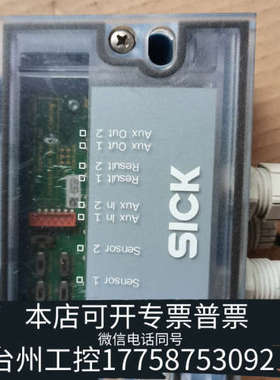 SICK
Aux Out 2
Aux Out 1
Result 2
Result 1
Aux In 2
Aux In 1
Sensor 2
Sensor 1
本店可开专票普票
微信电话同号
台州工控17758753092